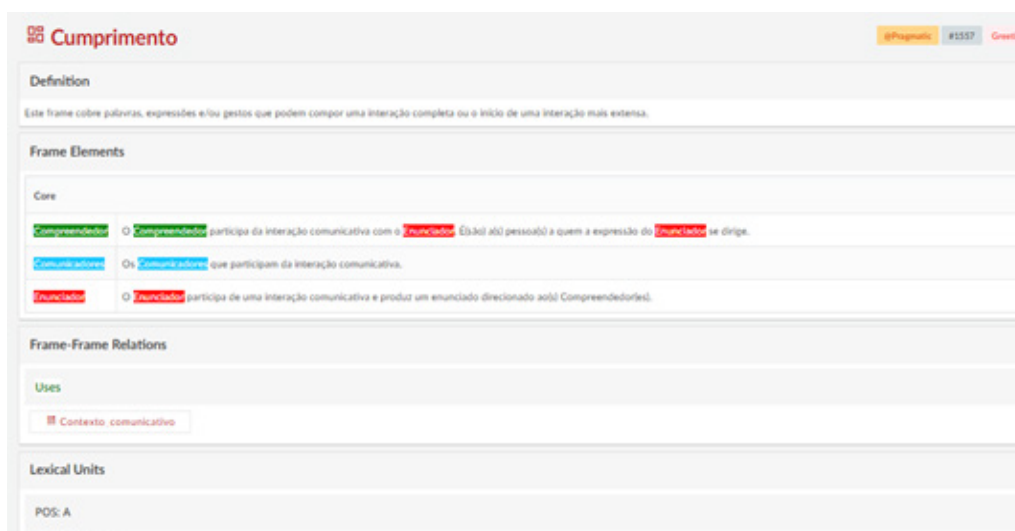 Cumprimento
@Pragmatic #1557 Greeti
Definition
Este frame cobre palavras, expressões e/ou gestos que podem compor uma interação completa ou o início de uma interação mais extensa.
Frame Elements
Core
Compreendedor O Compreendedor participa da interação comunicativa com o Enunciador. É(são) a(s) pessoa(s) a quem a expressão do Enunciador se dirige.
Comunicadores Os Comunicadores que participam da interação comunicativa.
Enunciador O Enunciador participa de uma interação comunicativa e produz um enunciado direcionado ao(s) Compreendedor(es).
Frame-Frame Relations
Uses
Contexto_comunicativo
Lexical Units
POS: A